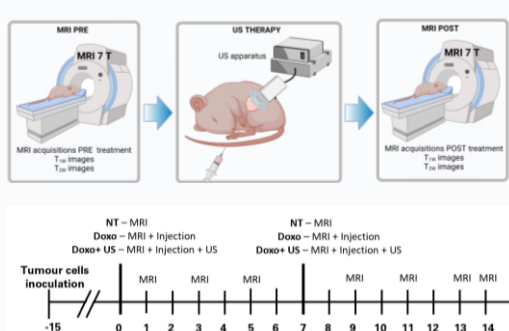 MRI PRE
MRI 7 T
MRI acquisitions PRE treatment
T1w images
T2w images
US THERAPY
US apparatus
MRI POST
MRI 7 T
MRI acquisitions POST treatment
T1w images
T2w images
NT – MRI
Doxo – MRI + Injection
Doxo+ US – MRI + Injection + US
NT – MRI
Doxo – MRI + Injection
Doxo+ US – MRI + Injection + US
Tumour cells
inoculation
MRI MRI MRI MRI MRI MRI MRI
-15 0 1 2 3 4 5 6 7 8 9 10 11 12 13 14